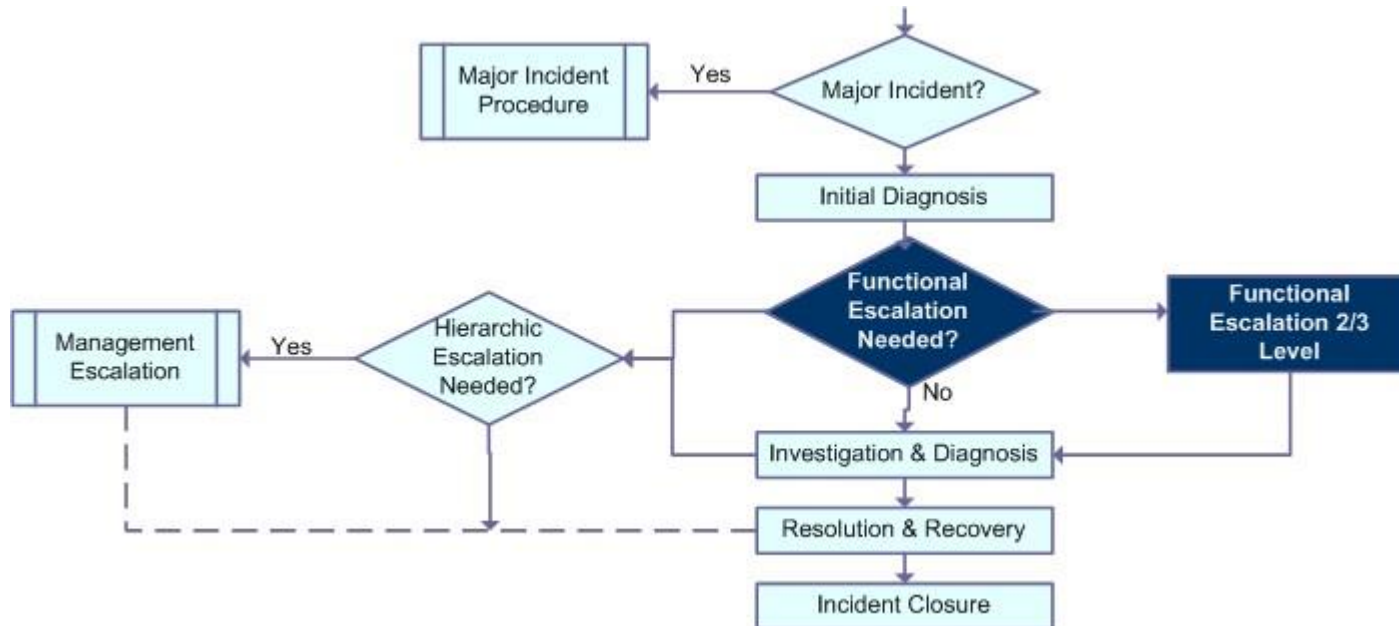 Major Incident
Procedure
Yes
Major Incident?
Initial Diagnosis
Functional
Escalation
Needed?
Functional
Escalation 2/3
Level
Management
Escalation
Yes
Hierarchic
Escalation
Needed?
No
Investigation & Diagnosis
Resolution & Recovery
Incident Closure